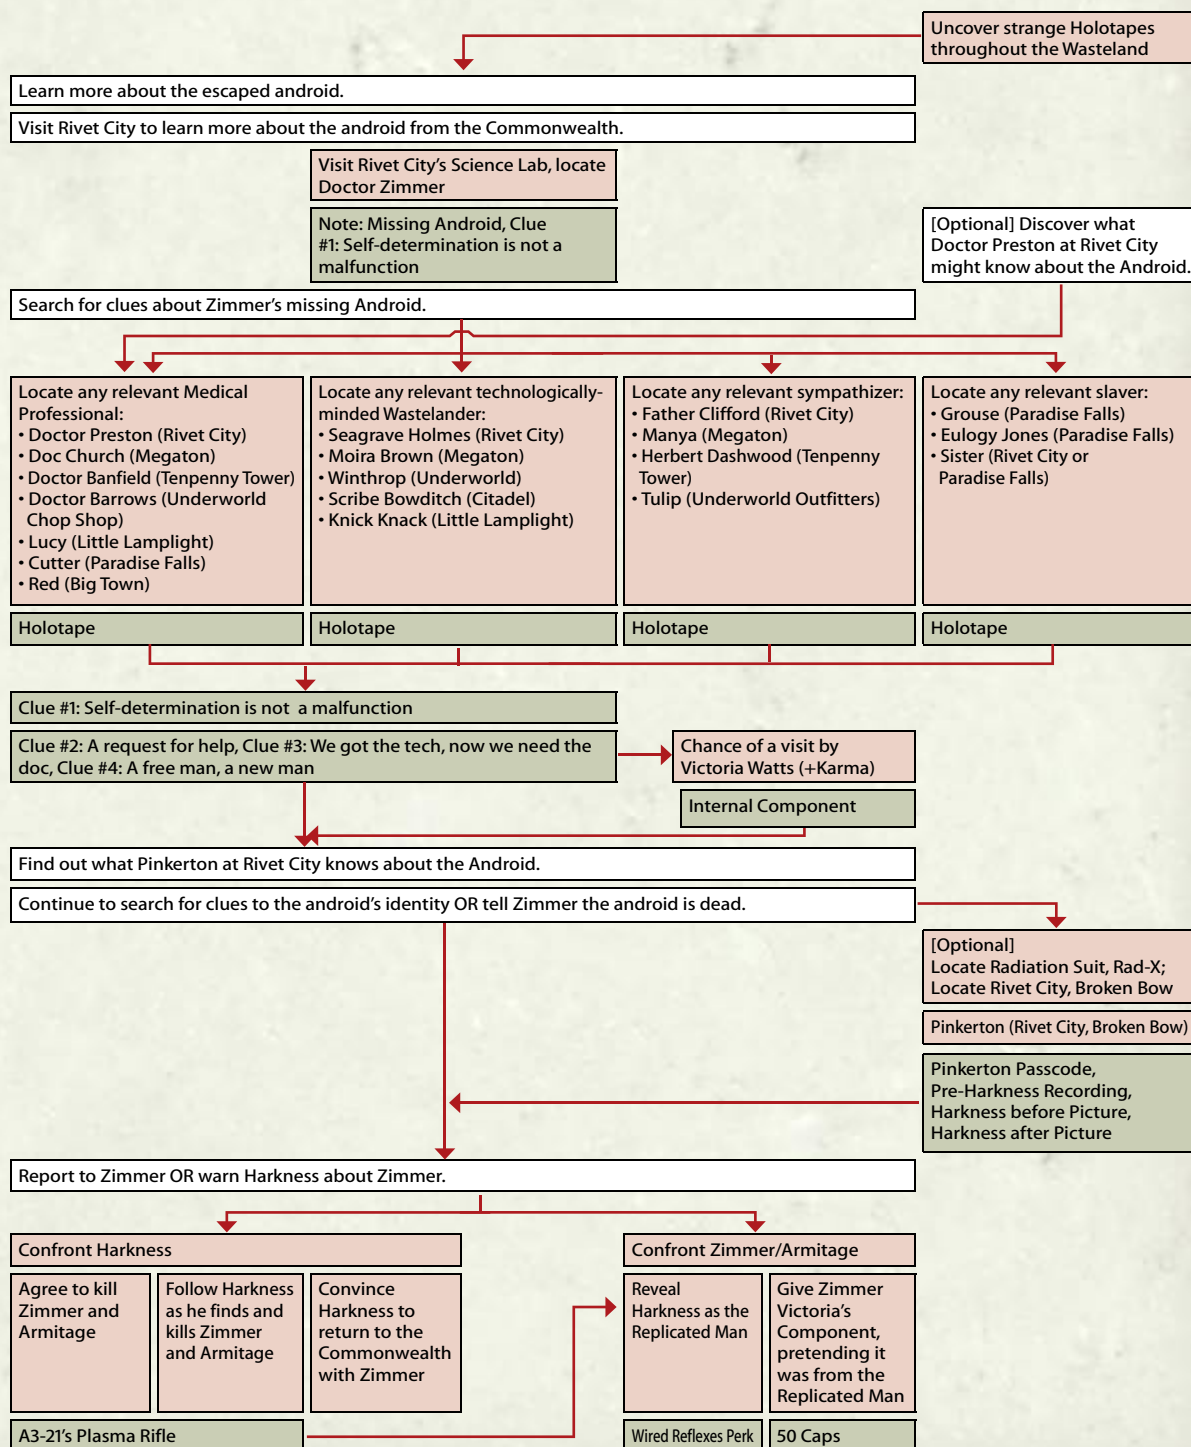 Uncover strange Holotapes
throughout the Wasteland
Learn more about the escaped android.
Visit Rivet City to learn more about the android from the Commonwealth.
Visit Rivet City's Science Lab, locate
Doctor Zimmer
Note: Missing Android, Clue
#1: Self-determination is not a
malfunction
[Optional] Discover what
Doctor Preston at Rivet City
might know about the Android.
Search for clues about Zimmer's missing Android.
Locate any relevant Medical
Professional:
• Doctor Preston (Rivet City)
• Doc Church (Megaton)
• Doctor Banfield (Tenpenny Tower)
• Doctor Barrows (Underworld
Chop Shop)
• Lucy (Little Lamplight)
• Cutter (Paradise Falls)
• Red (Big Town)
Holotape
Locate any relevant technologically-
minded Wastelander:
• Seagrave Holmes (Rivet City)
• Moira Brown (Megaton)
• Winthrop (Underworld)
• Scribe Bowditch (Citadel)
• Knick Knack (Little Lamplight)
Holotape
Locate any relevant sympathizer:
• Father Clifford (Rivet City)
• Manya (Megaton)
• Herbert Dashwood (Tenpenny
Tower)
• Tulip (Underworld Outfitters)
Holotape
Locate any relevant slaver:
• Grouse (Paradise Falls)
• Eulogy Jones (Paradise Falls)
• Sister (Rivet City or
Paradise Falls)
Holotape
Clue #1: Self-determination is not a malfunction
Clue #2: A request for help, Clue #3: We got the tech, now we need the
doc, Clue #4: A free man, a new man
Chance of a visit by
Victoria Watts (+Karma)
Internal Component
Find out what Pinkerton at Rivet City knows about the Android.
Continue to search for clues to the android's identity OR tell Zimmer the android is dead.
[Optional]
Locate Radiation Suit, Rad-X;
Locate Rivet City, Broken Bow
Pinkerton (Rivet City, Broken Bow)
Pinkerton Passcode,
Pre-Harkness Recording,
Harkness before Picture,
Harkness after Picture
Report to Zimmer OR warn Harkness about Zimmer.
Confront Harkness
Agree to kill
Zimmer and
Armitage
Follow Harkness
as he finds and
kills Zimmer
and Armitage
Convince
Harkness to
return to the
Commonwealth
with Zimmer
A3-21's Plasma Rifle
Confront Zimmer/Armitage
Reveal
Harkness as the
Replicated Man
Give Zimmer
Victoria's
Component,
pretending it
was from the
Replicated Man
Wired Reflexes Perk
50 Caps